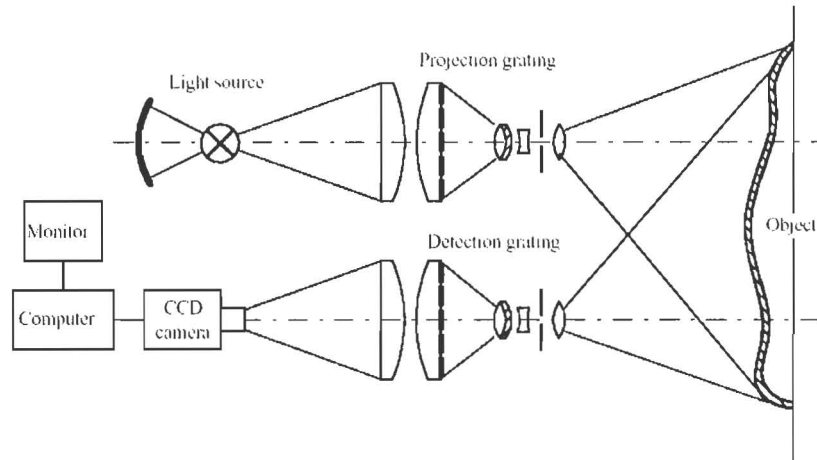 Light source
Projection grating
Monitor
Detection grating
Object
Computer
CCD
camera